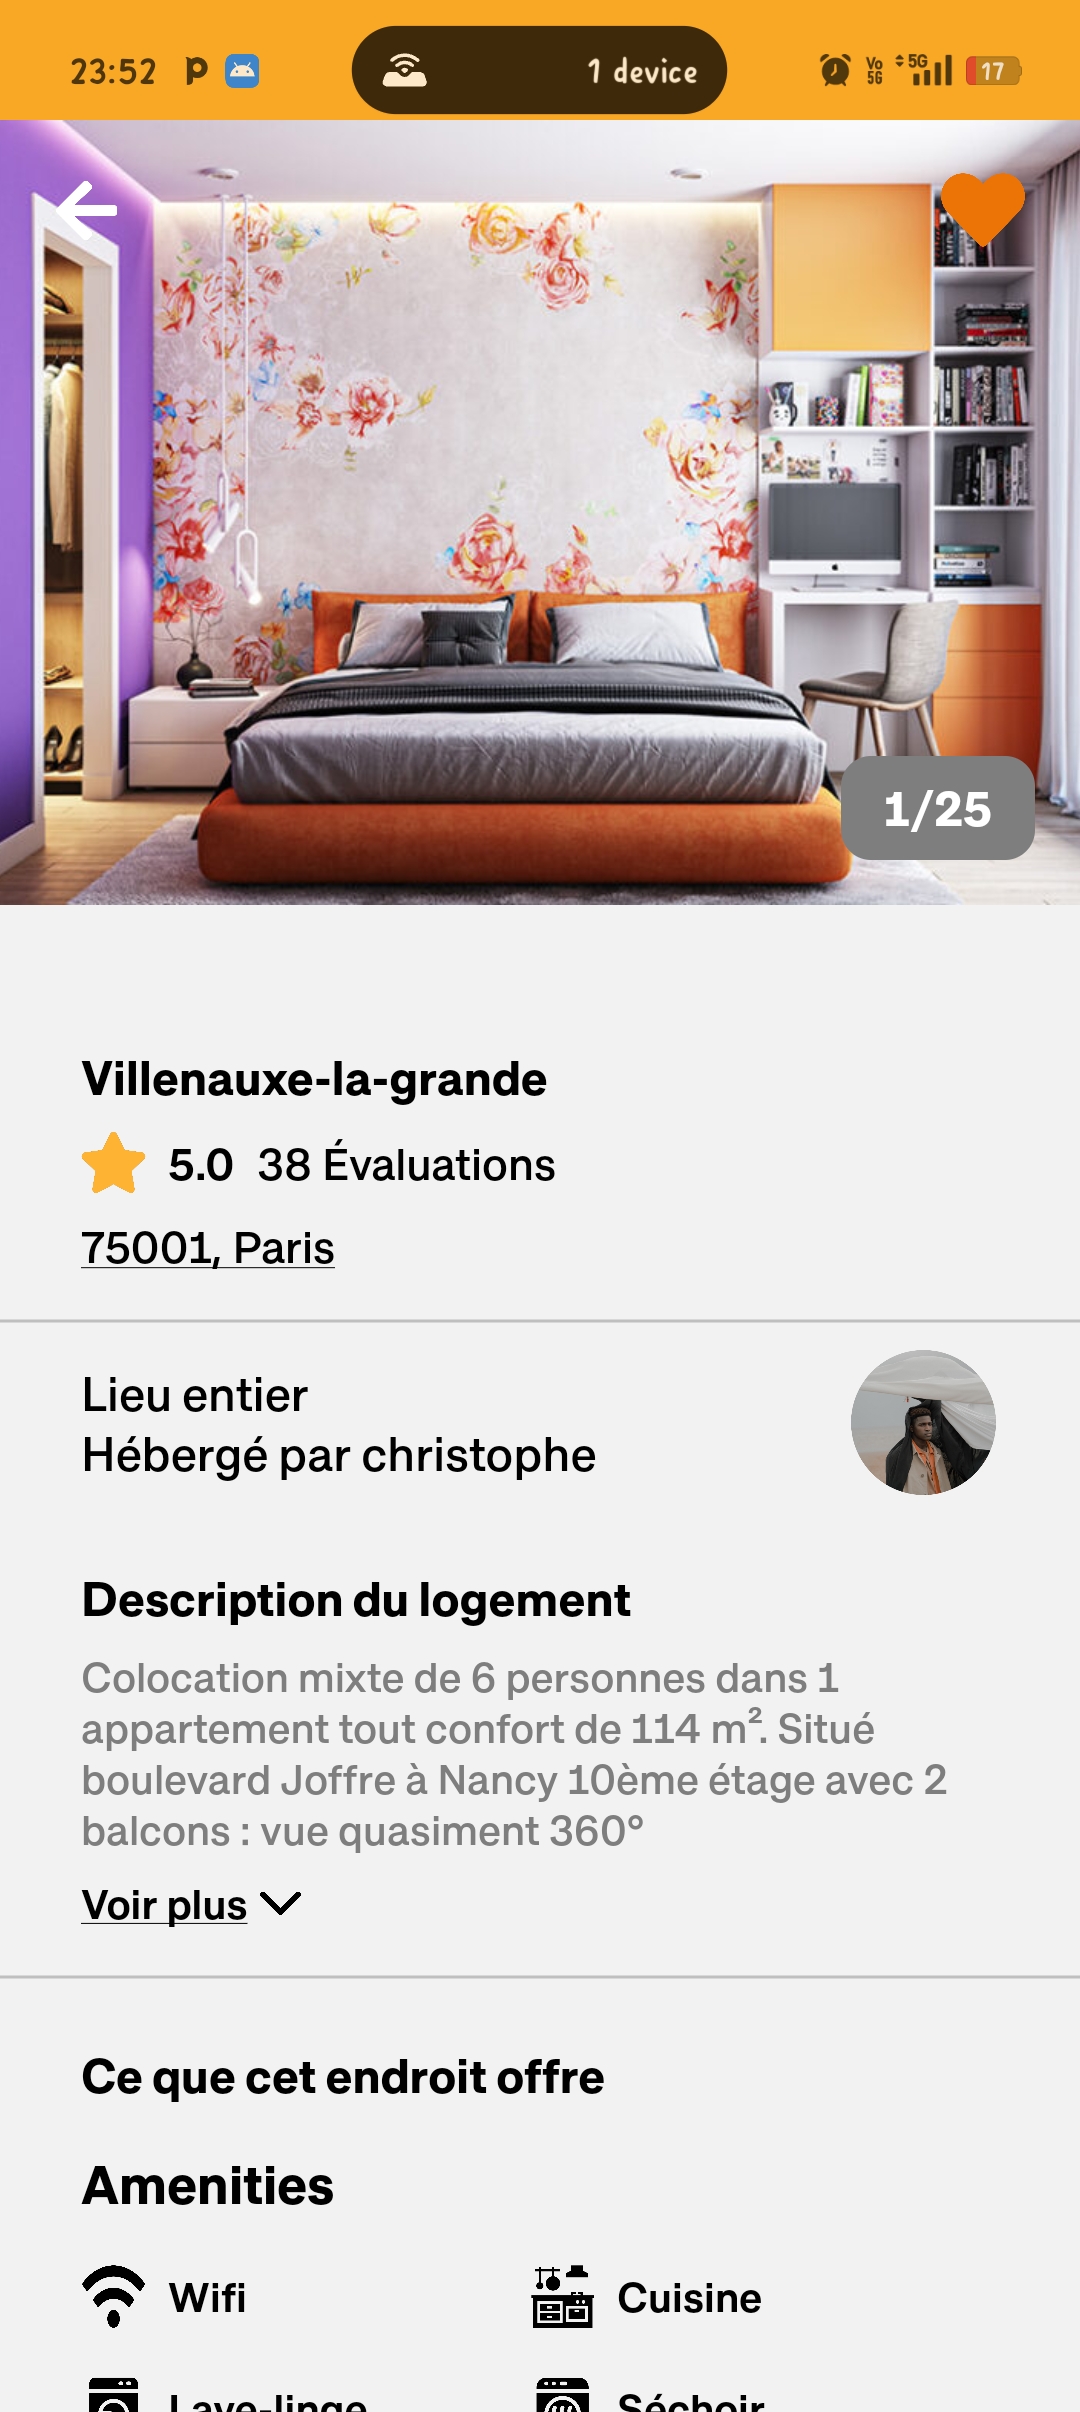 23:52
1 device
Vo 5G
5G
17
1/25
Villenauxe-la-grande
5.0 38 Évaluations
75001, Paris
Lieu entier
Hébergé par christophe
Description du logement
Colocation mixte de 6 personnes dans 1
appartement tout confort de 114 m². Situé
boulevard Joffre à Nancy 10ème étage avec 2
balcons : vue quasiment 360°
Voir plus
Ce que cet endroit offre
Amenities
Wifi
Cuisine
Lave-linge
Séchoir